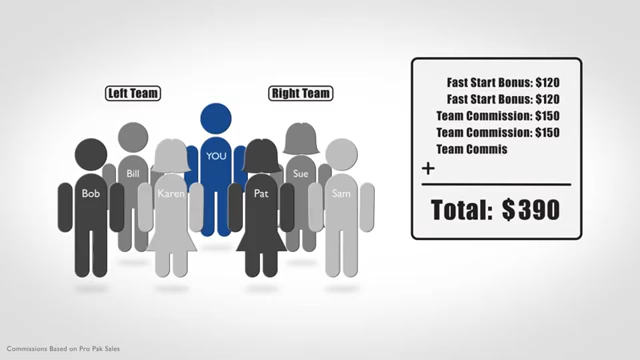 Left Team
Right Team
YOU
Bill
Sue
Bob
Karen
Pat
Sam
Fast Start Bonus: $120
Fast Start Bonus: $120
Team Commission: $150
Team Commission: $150
Team Commis
+
Total: $390
Commissions Based on Pro Pak Sales